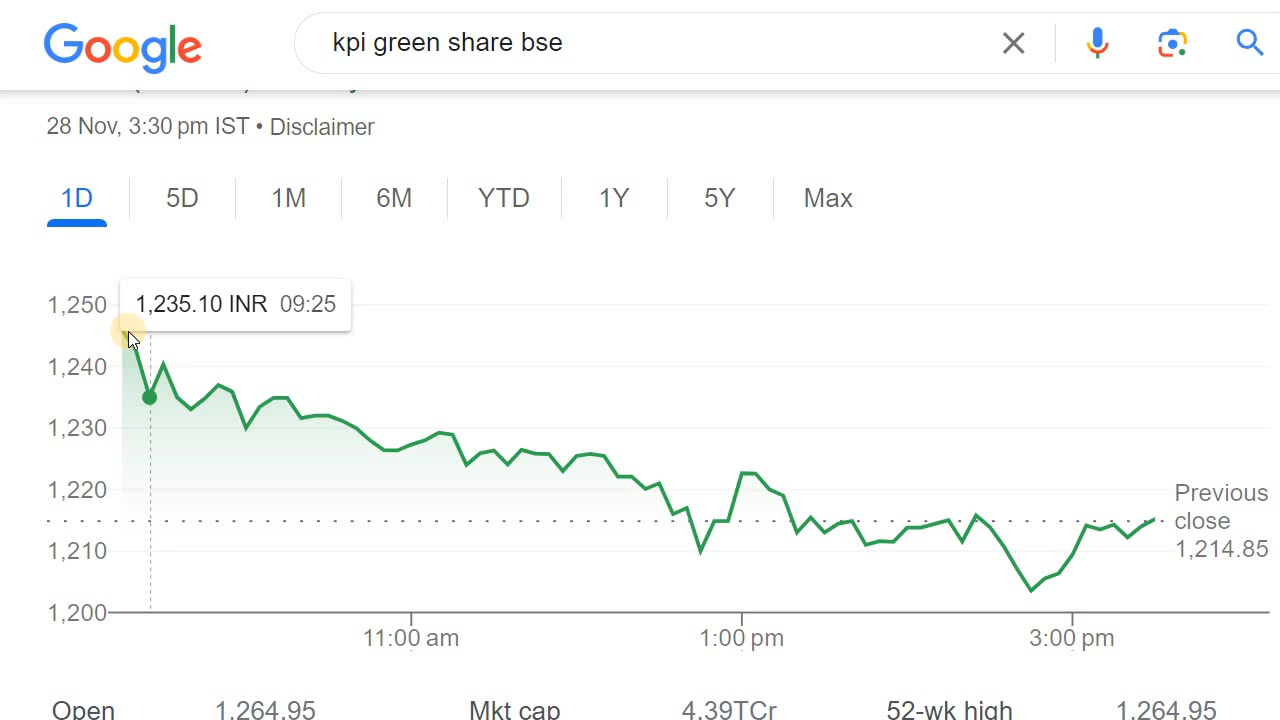 Google
kpi green share bse
28 Nov, 3:30 pm IST • Disclaimer
1D
5D
1M
6M
YTD
1Y
5Y
Max
1,235.10 INR 09:25
1,250
1,240
1,230
1,220
1,210
1,200
Previous
close
1,214.85
11:00 am
1:00 pm
3:00 pm
Open 1,264.95
Mkt cap 4.39TCr
52-wk high 1,264.95